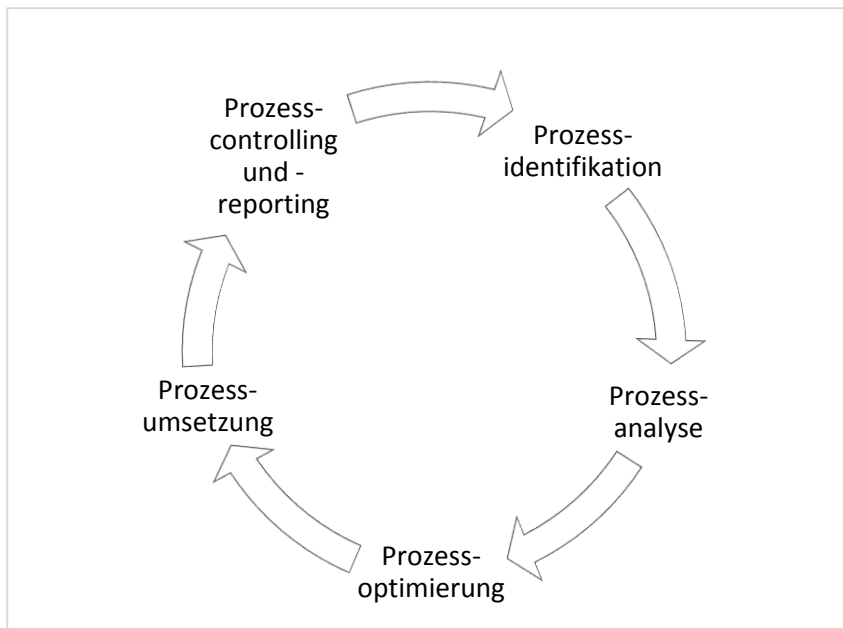 Prozess-
controlling
und -
reporting
Prozess-
identifikation
Prozess-
analyse
Prozess-
optimierung
Prozess-
umsetzung